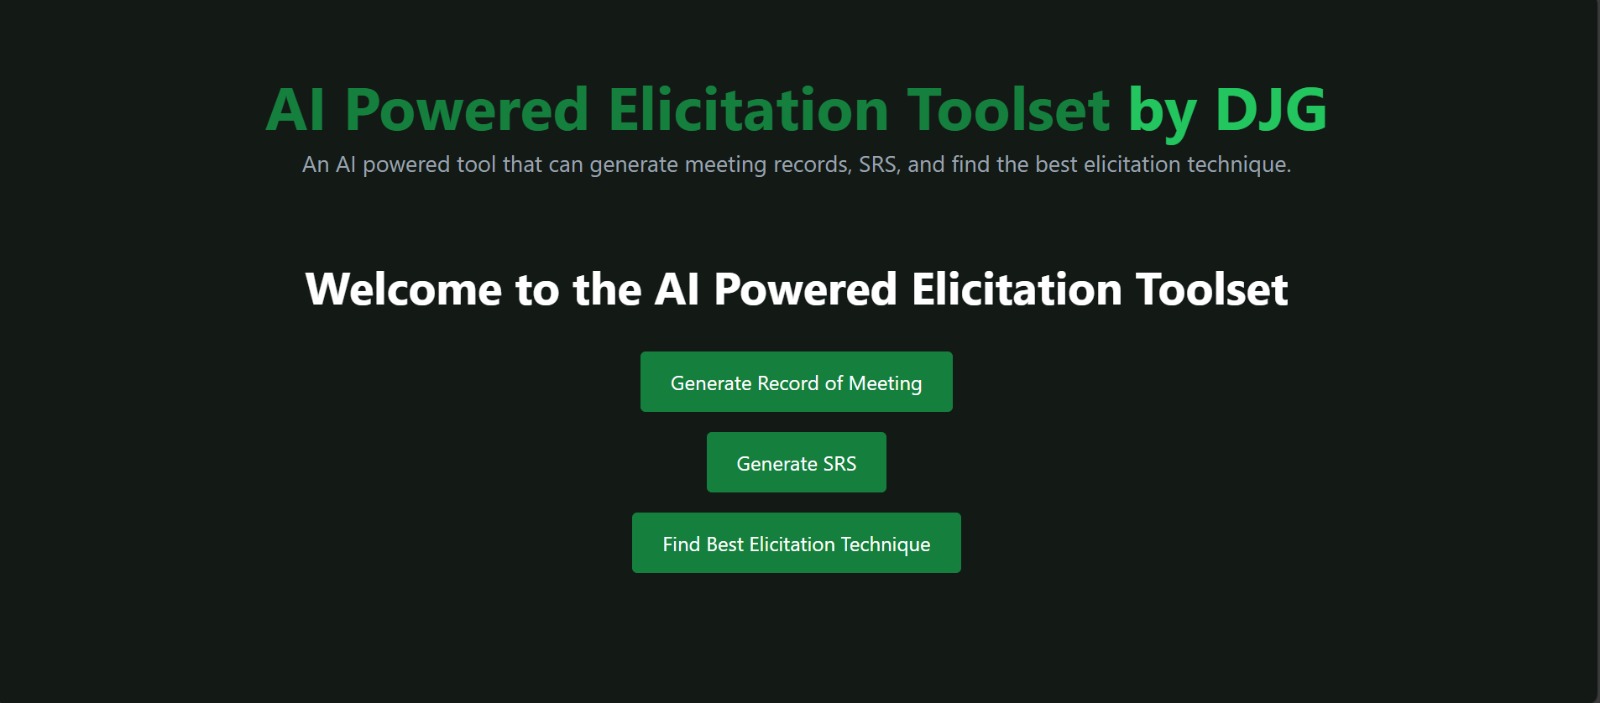 AI Powered Elicitation Toolset by DJG
An AI powered tool that can generate meeting records, SRS, and find the best elicitation technique.
Welcome to the AI Powered Elicitation Toolset
Generate Record of Meeting
Generate SRS
Find Best Elicitation Technique